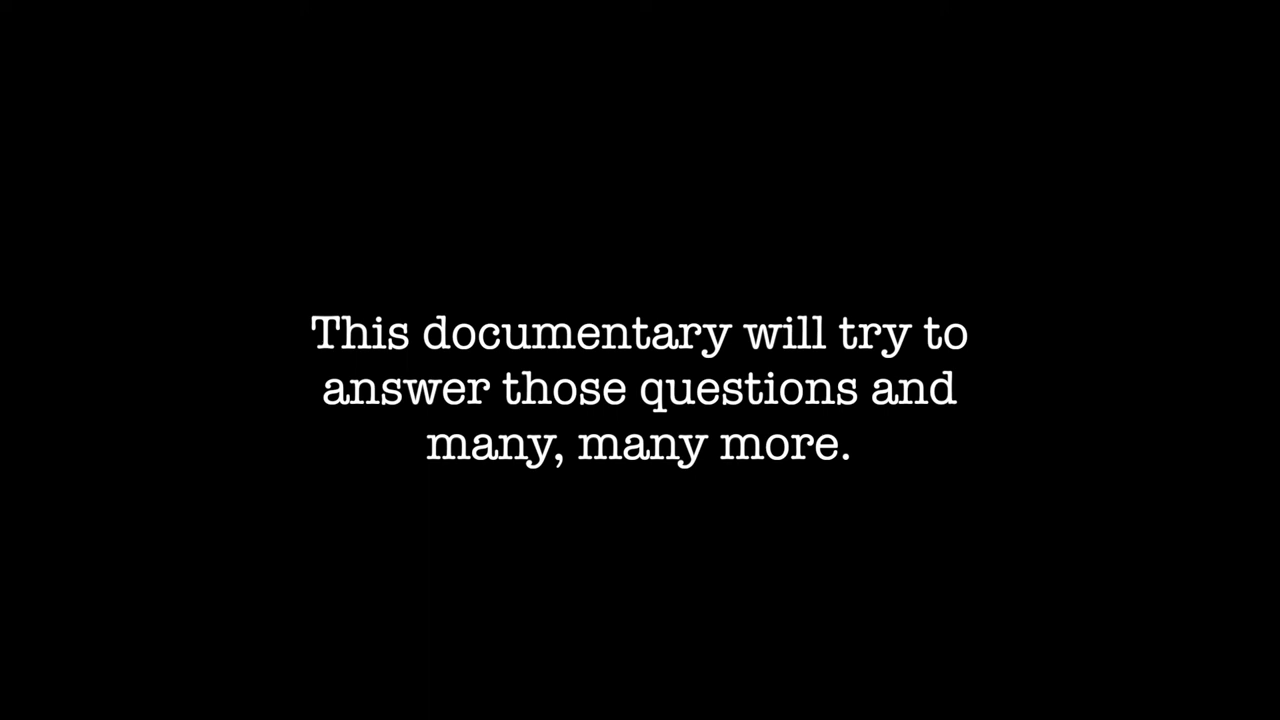 This documentary will try to
answer those questions and
many, many more.